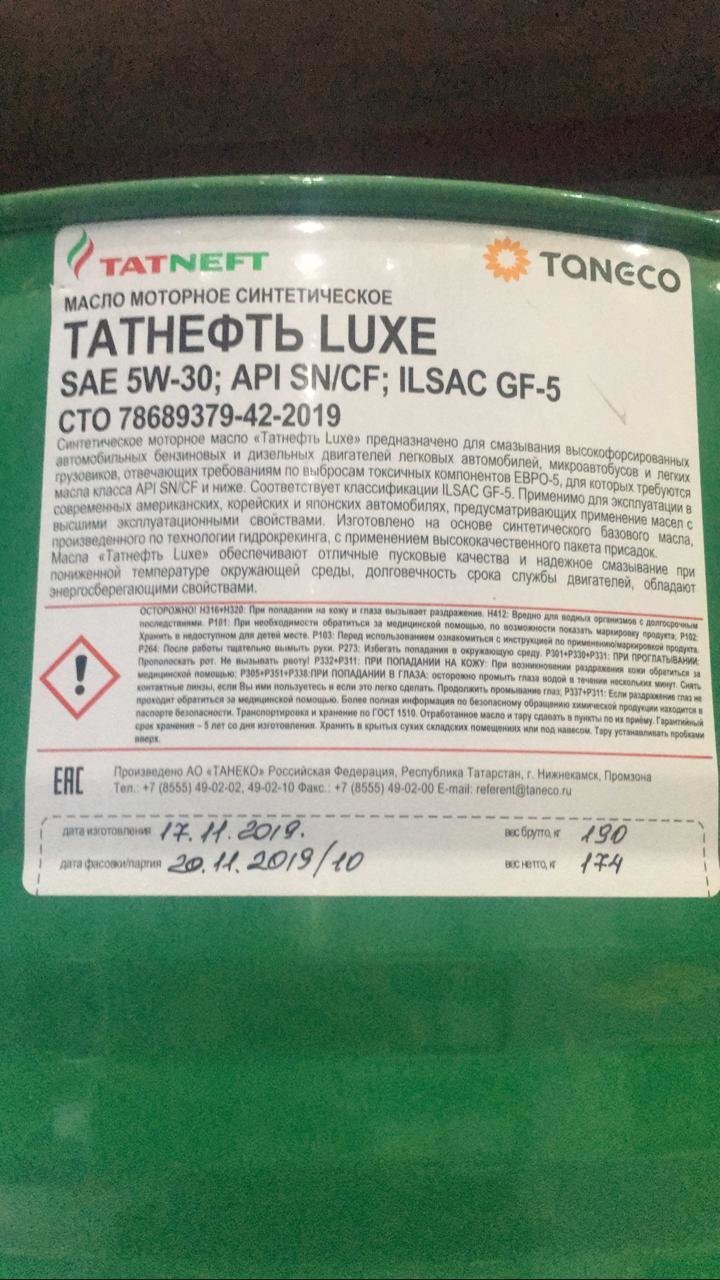 TATNEFT
TANECO
МАСЛО МОТОРНОЕ СИНТЕТИЧЕСКОЕ
ТАТНЕФТЬ LUXE
SAE 5W-30; API SN/CF; ILSAC GF-5
СТО 78689379-42-2019
Синтетическое моторное масло «Татнефть Luxe» предназначено для смазывания высокофорсированных
автомобильных бензиновых и дизельных двигателей легковых автомобилей, микроавтобусов и легких
грузовиков, отвечающих требованиям по выбросам токсичных компонентов ЕВРО-5, для которых требуются
масла класса API SN/CF и ниже. Соответствует классификации ILSAC GF-5. Применимо для эксплуатации в
современных американских, корейских и японских автомобилях, предусматривающих применение масел с
высшими эксплуатационными свойствами. Изготовлено на основе синтетического базового масла,
произведенного по технологии гидрокрекинга, с применением высококачественного пакета присадок.
Масла «Татнефть Luxe» обеспечивают отличные пусковые качества и надежное смазывание при
пониженной температуре окружающей среды, долговечность срока службы двигателей, обладают
энергосберегающими свойствами.
ОСТОРОЖНО! H316+H320: При попадании на кожу и глаза вызывает раздражение. H412: Вредно для водных организмов с долгосрочным
последствиями. P101: При необходимости обратиться за медицинской помощью, по возможности показать маркировку продукта; P102:
Хранить в недоступном для детей месте. P103: Перед использованием ознакомиться с инструкцией по применению/маркировкой продукта.
P264: После работы тщательно вымыть руки. P273: Избегать попадания в окружающую среду. P301+P330+P331: ПРИ ПРОГЛАТЫВАНИИ:
Прополоскать рот. Не вызывать рвоту! P332+P311: ПРИ ПОПАДАНИИ НА КОЖУ: При возникновении раздражения кожи обратиться за
медицинской помощью; P305+P351+P338:ПРИ ПОПАДАНИИ В ГЛАЗА: осторожно промыть глаза водой в течении нескольких минут. Снять
контактные линзы, если Вы ими пользуетесь и если это легко сделать. Продолжить промывание глаз; P337+P311: Если раздражение глаз не
проходит обратиться за медицинской помощью. Более полная информация по безопасному обращению химической продукции находится в
паспорте безопасности. Транспортировка и хранение по ГОСТ 1510. Отработанное масло и тару сдавать в пункты по их приёму. Гарантийный
срок хранения – 5 лет со дня изготовления. Хранить в крытых сухих складских помещениях или под навесом. Тару устанавливать пробками
вверх.
EAC
Произведено АО «ТАНЕКО» Российская Федерация, Республика Татарстан, г. Нижнекамск, Промзона
Тел.: +7 (8555) 49-02-02, 49-02-10 Факс.: +7 (8555) 49-02-00 E-mail: referent@taneco.ru
дата изготовления 17.11.2019. вес брутто, кг 190
дата фасовки/партия 20.11.2019/10 вес нетто, кг 174